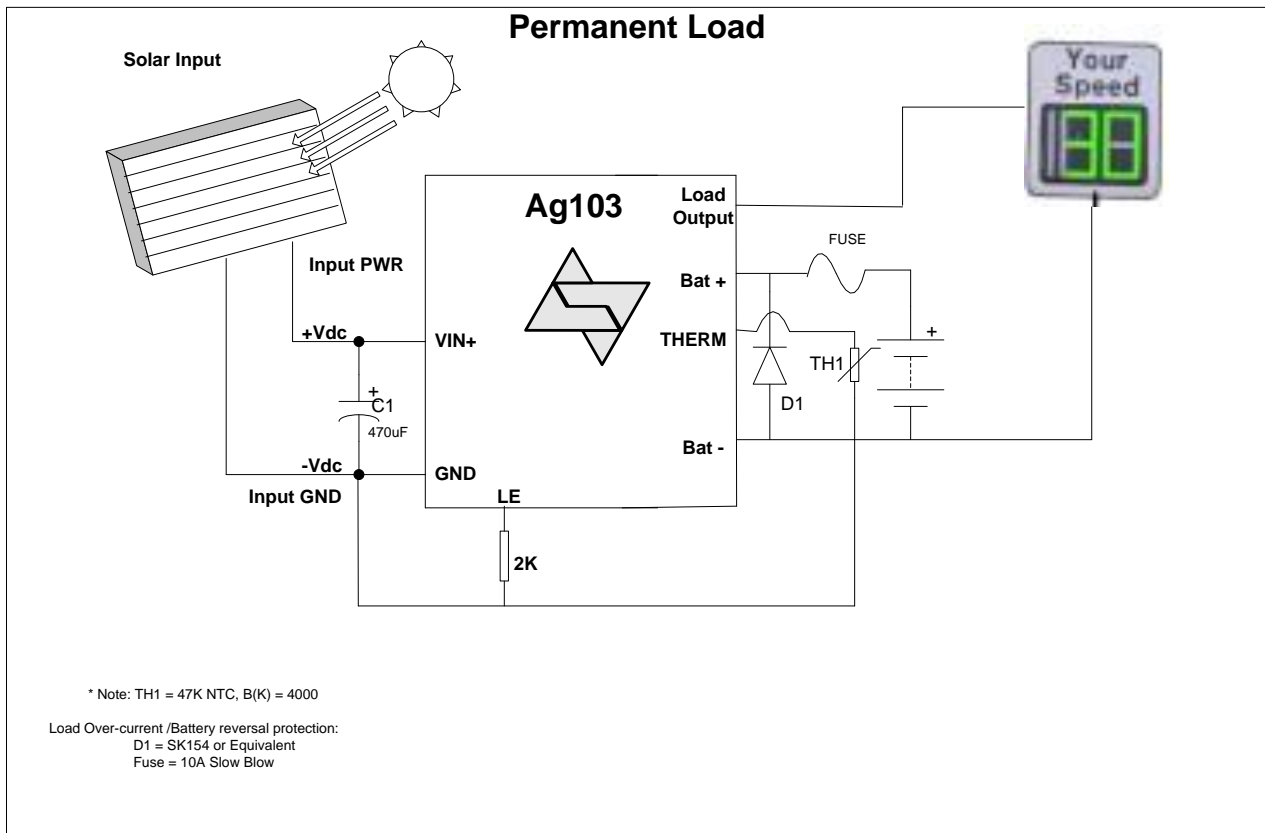 Permanent Load
Solar Input
Your
Speed
Ag103
Load
Output
FUSE
Input PWR
Bat +
+Vdc
VIN+
THERM
+
TH1
+
C1
470uF
D1
Bat -
-Vdc
GND
Input GND
LE
2K
* Note: TH1 = 47K NTC, B(K) = 4000
Load Over-current /Battery reversal protection:
D1 = SK154 or Equivalent
Fuse = 10A Slow Blow